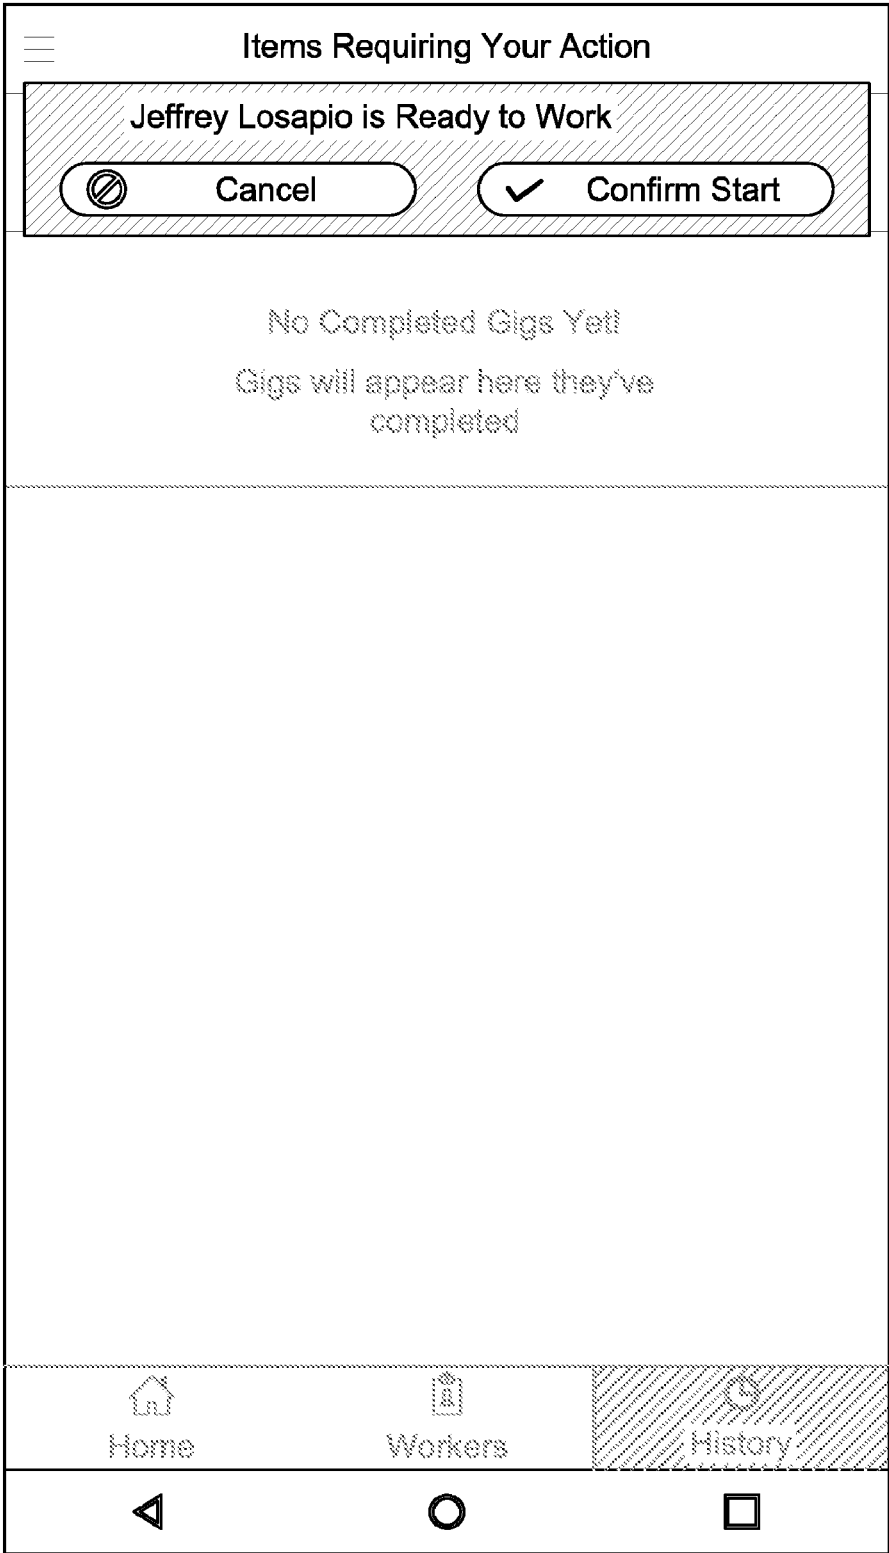 Items Requiring Your Action
Jeffrey Losapio is Ready to Work
Cancel
Confirm Start
No Completed Gigs Yet!
Gigs will appear here they've
completed
Home
Workers
History